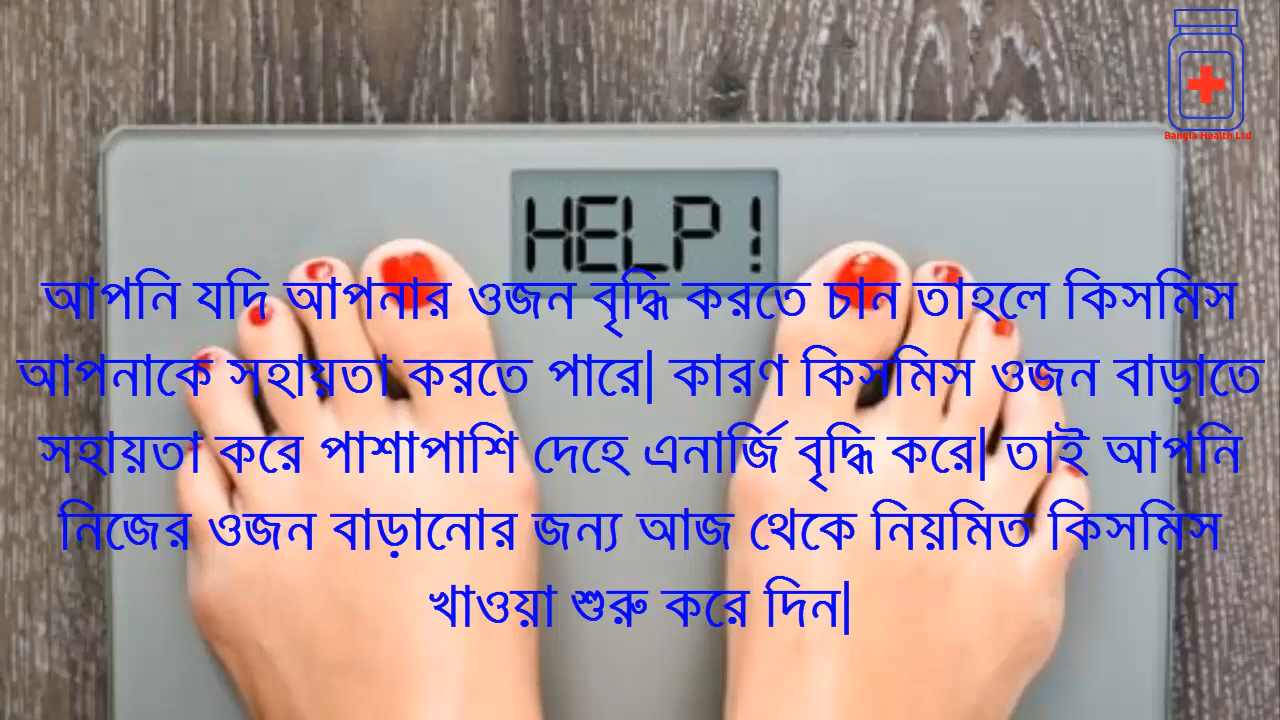 Bangla Health Ltd
HELP!
আপনি যদি আপনার ওজন বৃদ্ধি করতে চান তাহলে কিসমিস
আপনাকে সহায়তা করতে পারে|  কারণ কিসমিস ওজন বাড়াতে
সহায়তা করে পাশাপাশি দেহে এনার্জি বৃদ্ধি করে| তাই আপনি
নিজের ওজন বাড়ানোর জন্য আজ থেকে নিয়মিত কিসমিস
খাওয়া শুরু করে দিন|